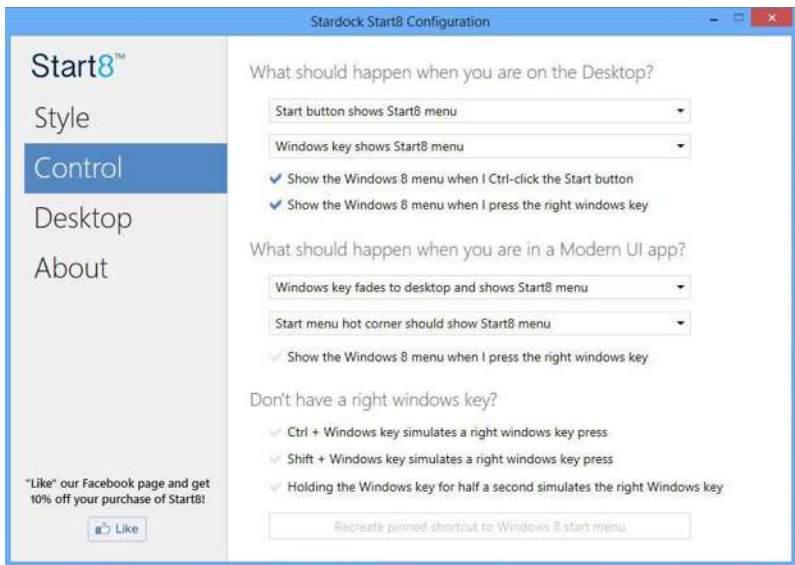 Stardock Start8 Configuration
Start8™
Style
Control
Desktop
About
"Like" our Facebook page and get
10% off your purchase of Start8!
Like
What should happen when you are on the Desktop?
Start button shows Start8 menu
Windows key shows Start8 menu
Show the Windows 8 menu when I Ctrl-click the Start button
Show the Windows 8 menu when I press the right windows key
What should happen when you are in a Modern UI app?
Windows key fades to desktop and shows Start8 menu
Start menu hot corner should show Start8 menu
Show the Windows 8 menu when I press the right windows key
Don't have a right windows key?
Ctrl + Windows key simulates a right windows key press
Shift + Windows key simulates a right windows key press
Holding the Windows key for half a second simulates the right Windows key
Recreate pinned shortcut to Windows 8 start menu